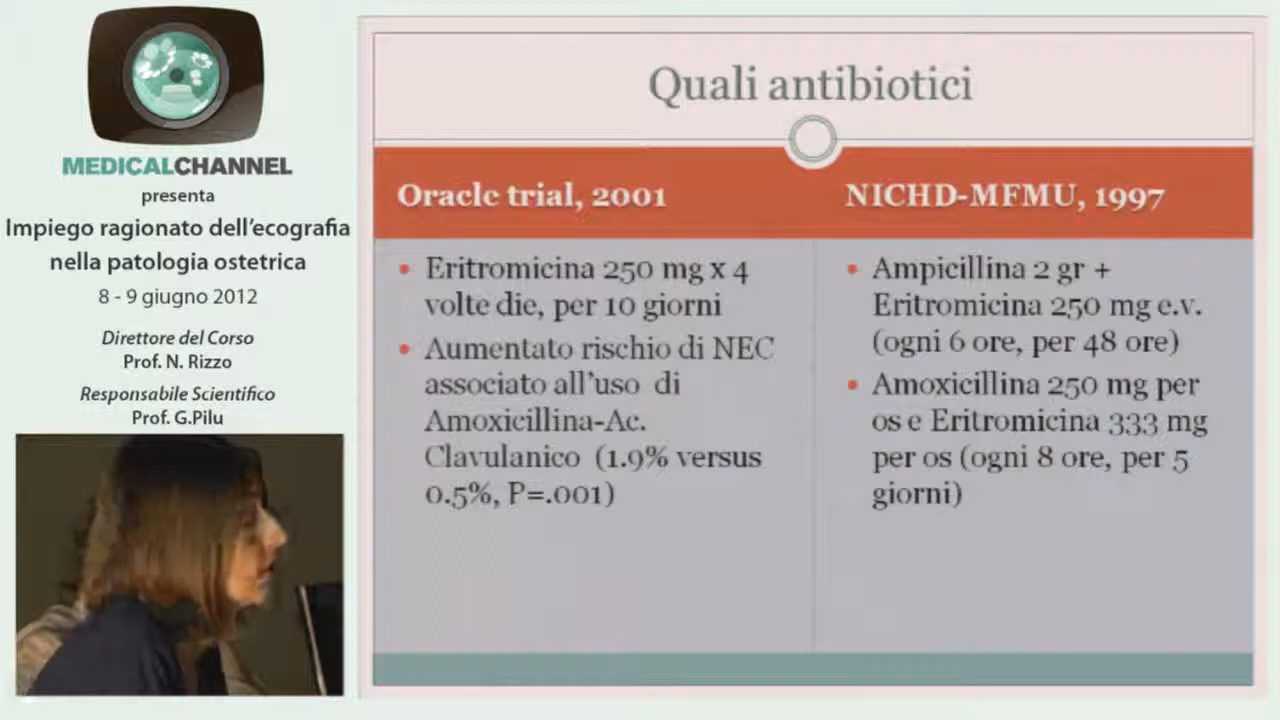 MEDICALCHANNEL
presenta
Impiego ragionato dell'ecografia
nella patologia ostetrica
8 - 9 giugno 2012
Direttore del Corso
Prof. N. Rizzo
Responsabile Scientifico
Prof. G.Pilu
Quali antibiotici
Oracle trial, 2001
• Eritromicina 250 mg x 4
volte die, per 10 giorni
• Aumentato rischio di NEC
associato all'uso di
Amoxicillina-Ac.
Clavulanico (1.9% versus
0.5%, P=.001)
NICHD-MFMU, 1997
• Ampicillina 2 gr +
Eritromicina 250 mg e.v.
(ogni 6 ore, per 48 ore)
• Amoxicillina 250 mg per
os e Eritromicina 333 mg
per os (ogni 8 ore, per 5
giorni)